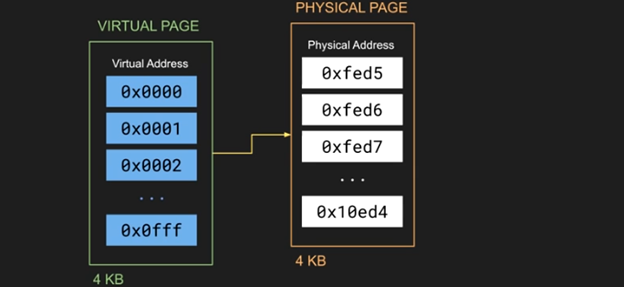 VIRTUAL PAGE
Virtual Address
0x0000
0x0001
0x0002
...
0x0fff
4 KB
PHYSICAL PAGE
Physical Address
0xfed5
0xfed6
0xfed7
...
0x10ed4
4 KB